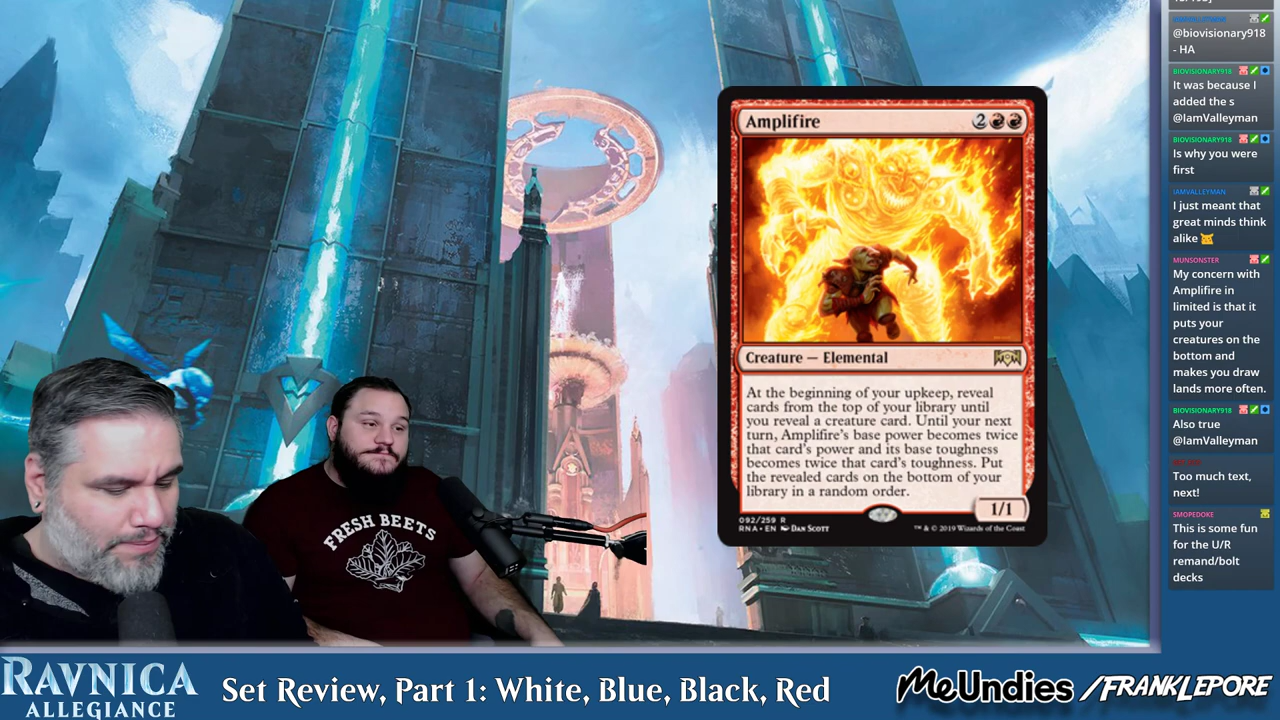 Amplifire
2
Creature — Elemental
At the beginning of your upkeep, reveal
cards from the top of your library until
you reveal a creature card. Until your next
turn, Amplifire's base power becomes twice
that card's power and its base toughness
becomes twice that card's toughness. Put
the revealed cards on the bottom of your
library in a random order.
1/1
092/259 R
RNA • EN DAN SCOTT
™ & © 2019 Wizards of the Coast
FRESH BEETS
@biovisionary918
- HA
BIOVISIONARY918
It was because I
added the s
@IamValleyman
BIOVISIONARY918
Is why you were
first
IAMVALLEYMAN
I just meant that
great minds think
alike
MUNSONSTER
My concern with
Amplifire in
limited is that it
puts your
creatures on the
bottom and
makes you draw
lands more often.
BIOVISIONARY918
Also true
@IamValleyman
Too much text,
next!
SMOPEDOKE
This is some fun
for the U/R
remand/bolt
decks
RAVNICA
ALLEGIANCE
Set Review, Part 1: White, Blue, Black, Red
MeUndies /FRANKLEPORE